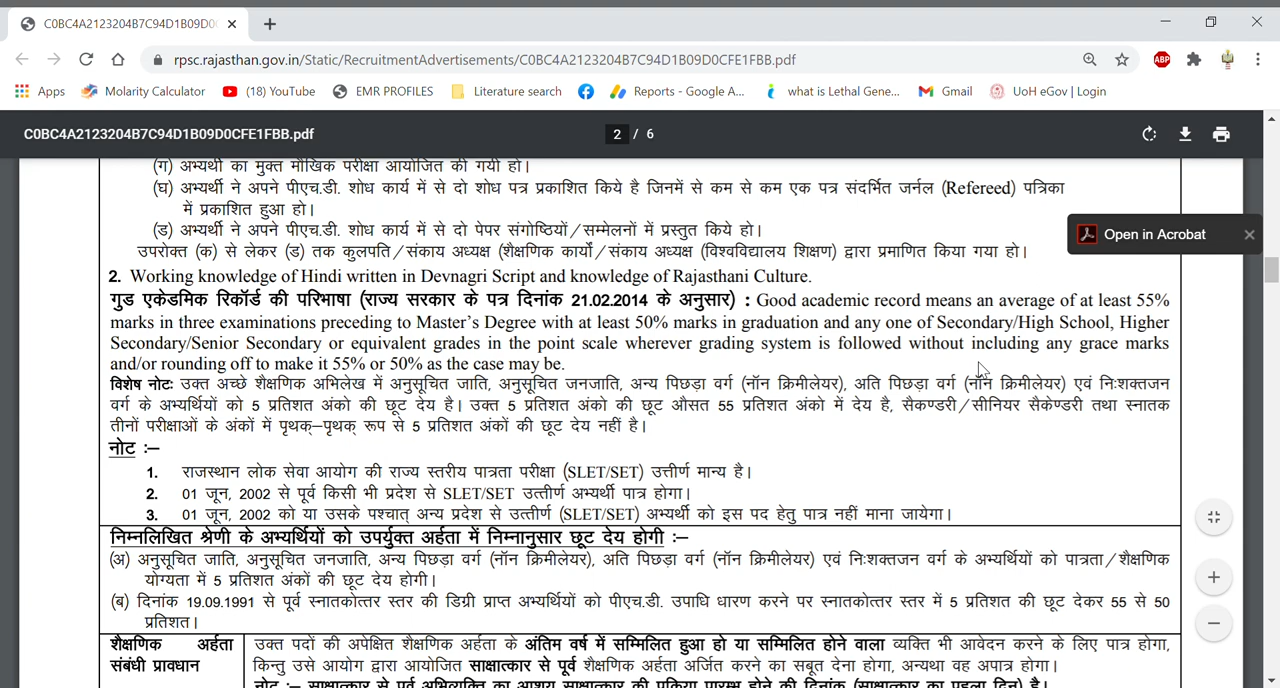 C0BC4A2123204B7C94D1B09D0
rpsc.rajasthan.gov.in/Static/RecruitmentAdvertisements/C0BC4A2123204B7C94D1B09D0CFE1FBB.pdf
ABP
Apps Molarity Calculator (18) YouTube EMR PROFILES Literature search Reports - Google A... what is Lethal Gene... Gmail UoH eGov | Login
C0BC4A2123204B7C94D1B09D0CFE1FBB.pdf 2 / 6
(ग) अभ्यर्थी का मुक्त मौखिक परीक्षा आयोजित की गयी हो।
(घ) अभ्यर्थी ने अपने पीएच.डी. शोध कार्य में से दो शोध पत्र प्रकाशित किये है जिनमें से कम से कम एक पत्र संदर्भित जर्नल (Refereed) पत्रिका
में प्रकाशित हुआ हो।
(ड) अभ्यर्थी ने अपने पीएच.डी. शोध कार्य में से दो पेपर संगोष्ठियों/सम्मेलनों में प्रस्तुत किये हो।
Open in Acrobat
उपरोक्त (क) से लेकर (ड) तक कुलपति/संकाय अध्यक्ष (शैक्षणिक कार्यों/संकाय अध्यक्ष (विश्वविद्यालय शिक्षण) द्वारा प्रमाणित किया गया हो।
2. Working knowledge of Hindi written in Devnagri Script and knowledge of Rajasthani Culture.
गुड एकेडमिक रिकॉर्ड की परिभाषा (राज्य सरकार के पत्र दिनांक 21.02.2014 के अनुसार) : Good academic record means an average of at least 55%
marks in three examinations preceding to Master's Degree with at least 50% marks in graduation and any one of Secondary/High School, Higher
Secondary/Senior Secondary or equivalent grades in the point scale wherever grading system is followed without including any grace marks
and/or rounding off to make it 55% or 50% as the case may be.
विशेष नोटः उक्त अच्छे शैक्षणिक अभिलेख में अनुसूचित जाति, अनुसूचित जनजाति, अन्य पिछड़ा वर्ग (नॉन क्रिमीलेयर), अति पिछड़ा वर्ग (नॉन क्रिमीलेयर) एवं निःशक्तजन
वर्ग के अभ्यर्थियों को 5 प्रतिशत अंको की छूट देय है। उक्त 5 प्रतिशत अंको की छूट औसत 55 प्रतिशत अंको में देय है, सैकण्डरी/सीनियर सैकेण्डरी तथा स्नातक
तीनों परीक्षाओं के अंकों में पृथक्–पृथक् रूप से 5 प्रतिशत अंकों की छूट देय नहीं है।
नोट :–
1. राजस्थान लोक सेवा आयोग की राज्य स्तरीय पात्रता परीक्षा (SLET/SET) उत्तीर्ण मान्य है।
2. 01 जून, 2002 से पूर्व किसी भी प्रदेश से SLET/SET उत्तीर्ण अभ्यर्थी पात्र होगा।
3. 01 जून, 2002 को या उसके पश्चात् अन्य प्रदेश से उत्तीर्ण (SLET/SET) अभ्यर्थी को इस पद हेतु पात्र नहीं माना जायेगा।
निम्नलिखित श्रेणी के अभ्यर्थियों को उपर्युक्त अर्हता में निम्नानुसार छूट देय होगी :–
(अ) अनुसूचित जाति, अनुसूचित जनजाति, अन्य पिछड़ा वर्ग (नॉन क्रिमीलेयर), अति पिछड़ा वर्ग (नॉन क्रिमीलेयर) एवं निःशक्तजन वर्ग के अभ्यर्थियों को पात्रता/शैक्षणिक
योग्यता में 5 प्रतिशत अंकों की छूट देय होगी।
(ब) दिनांक 19.09.1991 से पूर्व स्नातकोत्तर स्तर की डिग्री प्राप्त अभ्यर्थियों को पीएच.डी. उपाधि धारण करने पर स्नातकोत्तर स्तर में 5 प्रतिशत की छूट देकर 55 से 50
प्रतिशत।
शैक्षणिक अर्हता उक्त पदों की अपेक्षित शैक्षणिक अर्हता के अंतिम वर्ष में सम्मिलित हुआ हो या सम्मिलित होने वाला व्यक्ति भी आवेदन करने के लिए पात्र होगा,
संबंधी प्रावधान किन्तु उसे आयोग द्वारा आयोजित साक्षात्कार से पूर्व शैक्षणिक अर्हता अर्जित करने का सबूत देना होगा, अन्यथा वह अपात्र होगा।
नोट :– साक्षात्कार से पूर्व अभिव्यक्ति का आशय साक्षात्कार की प्रक्रिया प्रारम्भ होने की दिनांक (साक्षात्कार का पहला दिन) है।